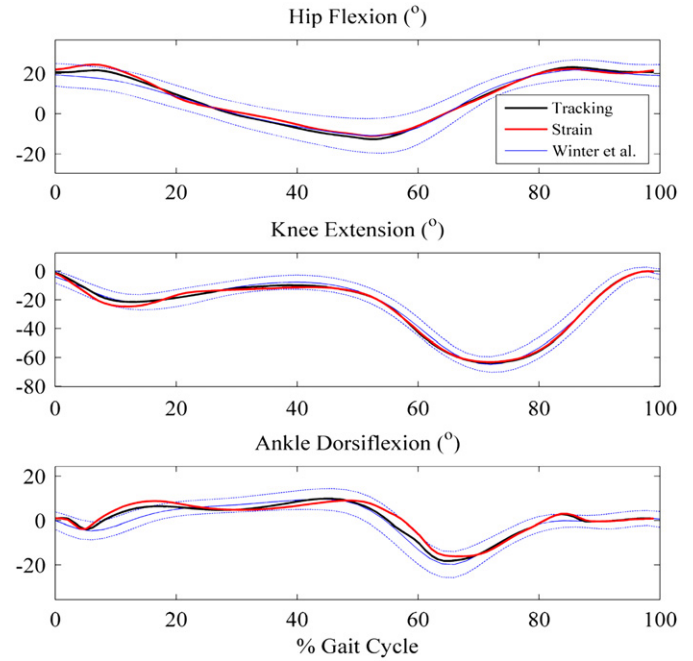 Hip Flexion (°)
20
0
-20
Tracking
Strain
Winter et al.
0 20 40 60 80 100
Knee Extension (°)
0
-20
-40
-60
-80
0 20 40 60 80 100
Ankle Dorsiflexion (°)
20
0
-20
0 20 40 60 80 100
% Gait Cycle